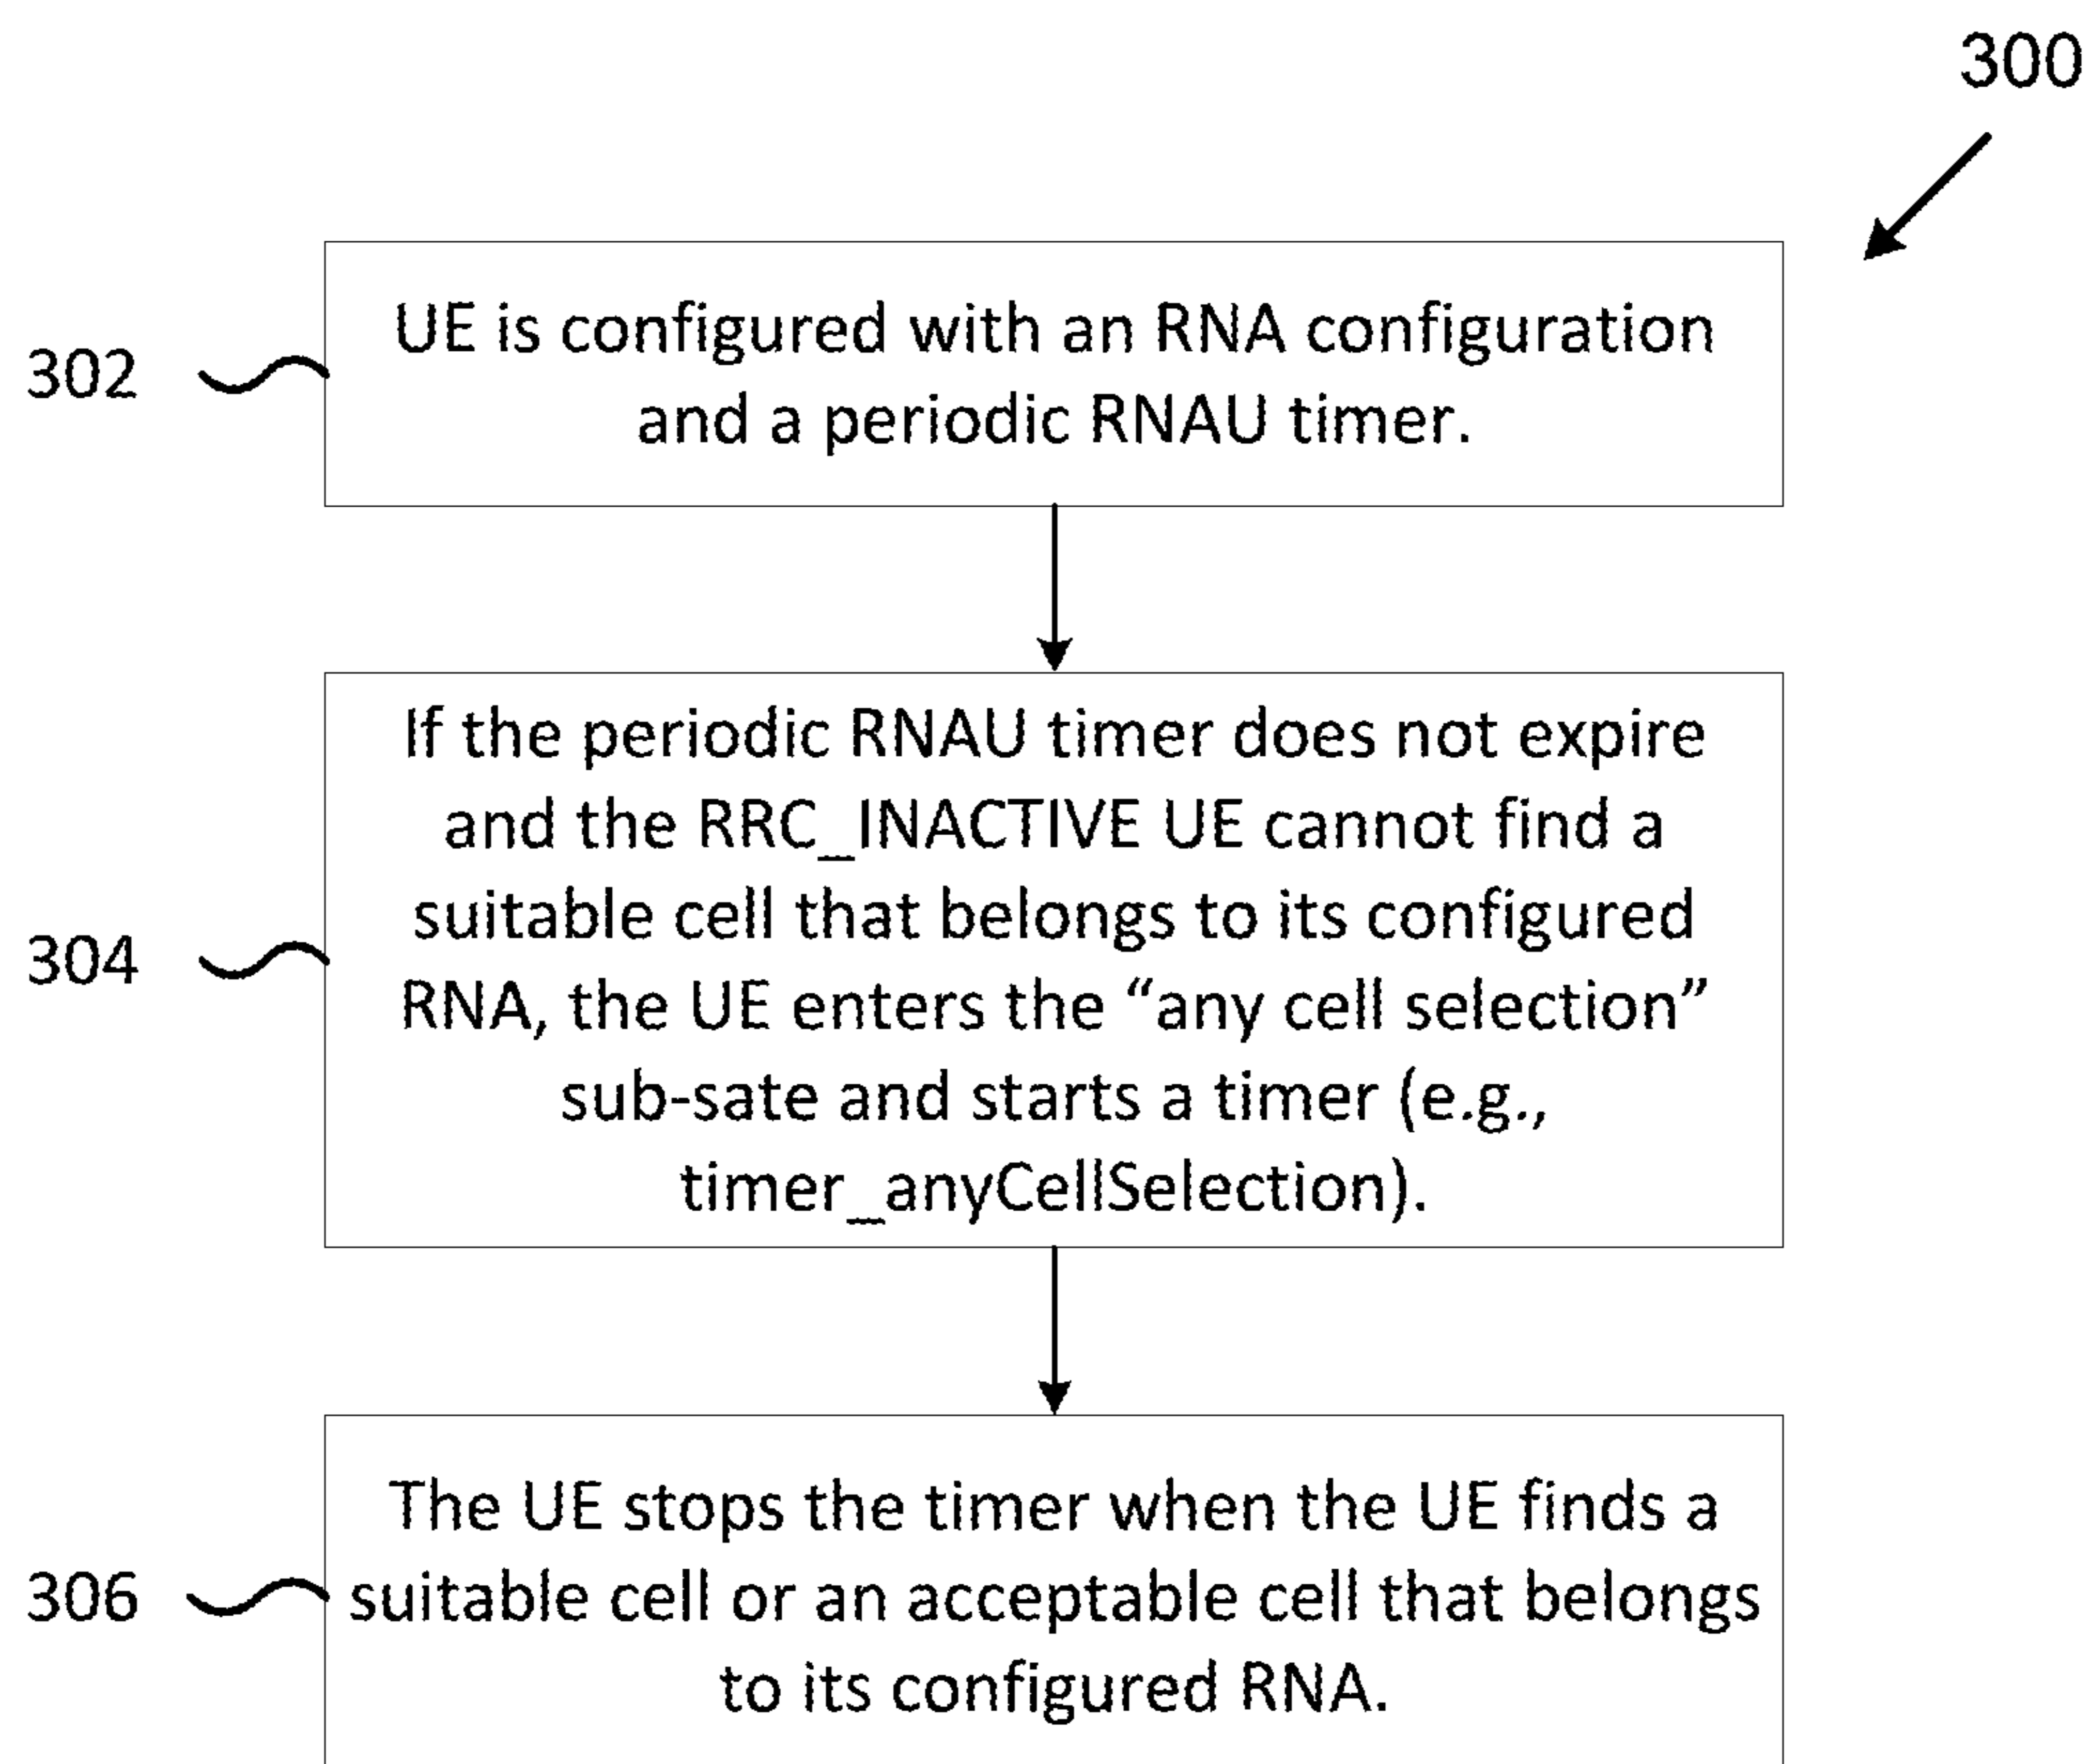 300
302
UE is configured with an RNA configuration
and a periodic RNAU timer.
304
If the periodic RNAU timer does not expire
and the RRC_INACTIVE UE cannot find a
suitable cell that belongs to its configured
RNA, the UE enters the “any cell selection”
sub-sate and starts a timer (e.g.,
timer_anyCellSelection).
306
The UE stops the timer when the UE finds a
suitable cell or an acceptable cell that belongs
to its configured RNA.